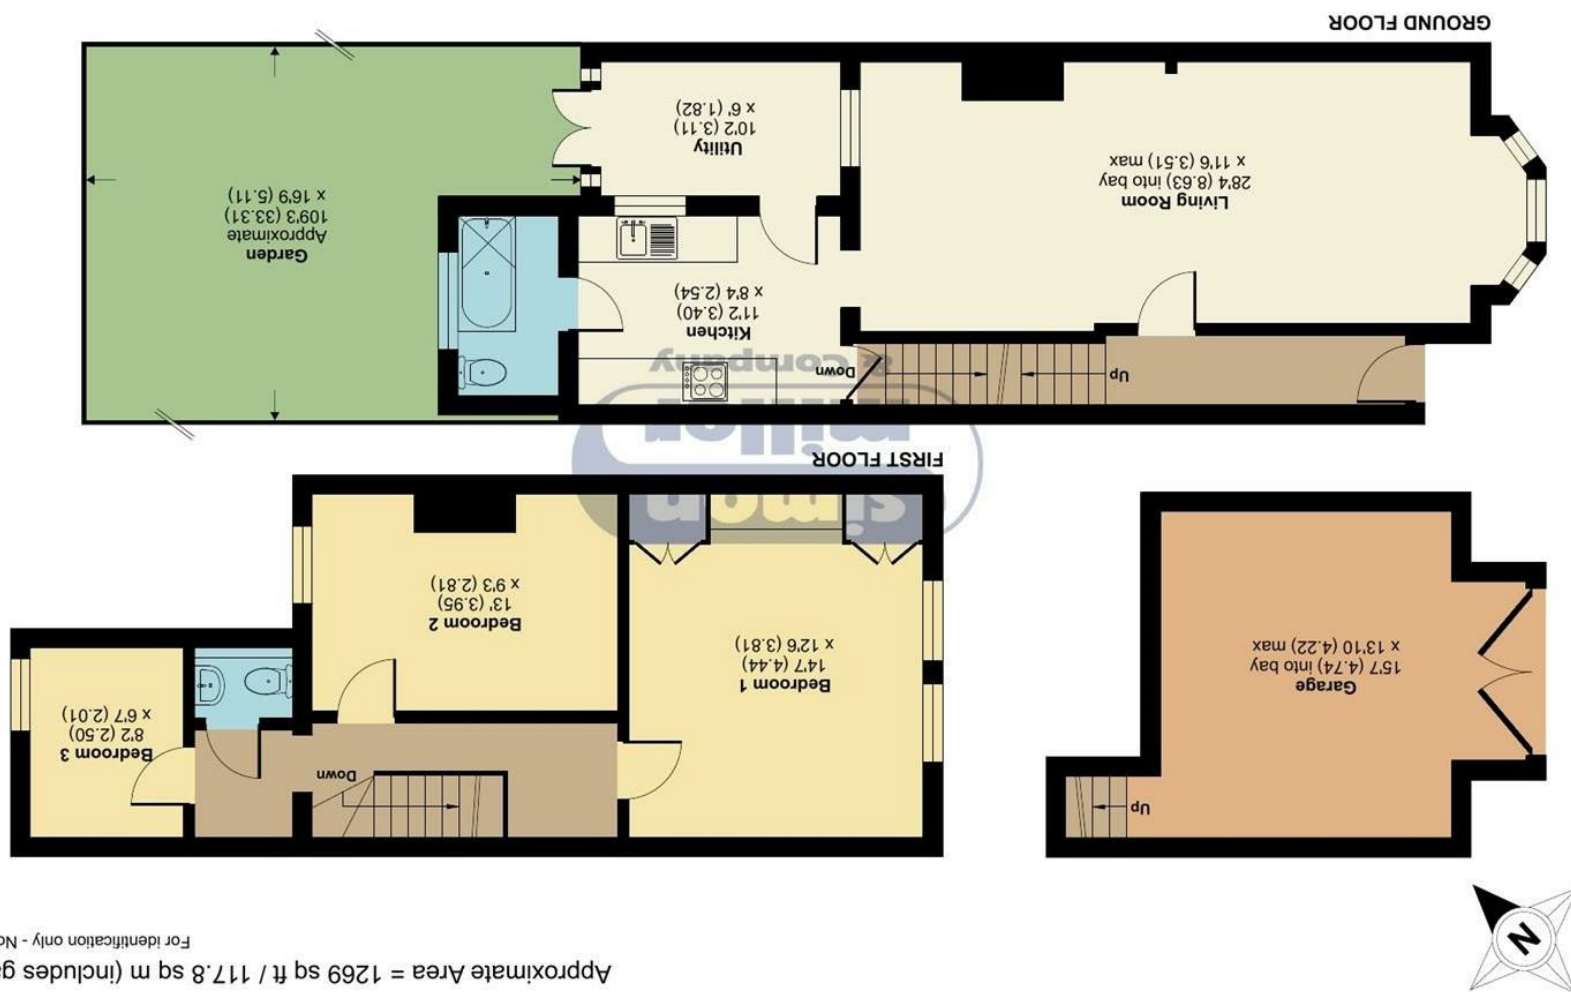 Approximate Area = 1269 sq ft / 117.8 sq m (includes ga
For identification only - No
N
Garage
15'7 (4.74) into bay
x 13'10 (4.22) max
Up
Bedroom 1
14'7 (4.44)
x 12'6 (3.81)
Down
Bedroom 2
13' (3.95)
x 9'3 (2.81)
Bedroom 3
8'2 (2.50)
x 6'7 (2.01)
FIRST FLOOR
simon
miller
& Company
Up
Down
Living Room
28'4 (8.63) into bay
x 11'6 (3.51) max
Kitchen
11'2 (3.40)
x 8'4 (2.54)
Utility
10'2 (3.11)
x 6' (1.82)
Garden
Approximate
109'3 (33.31)
x 16'9 (5.11)
GROUND FLOOR